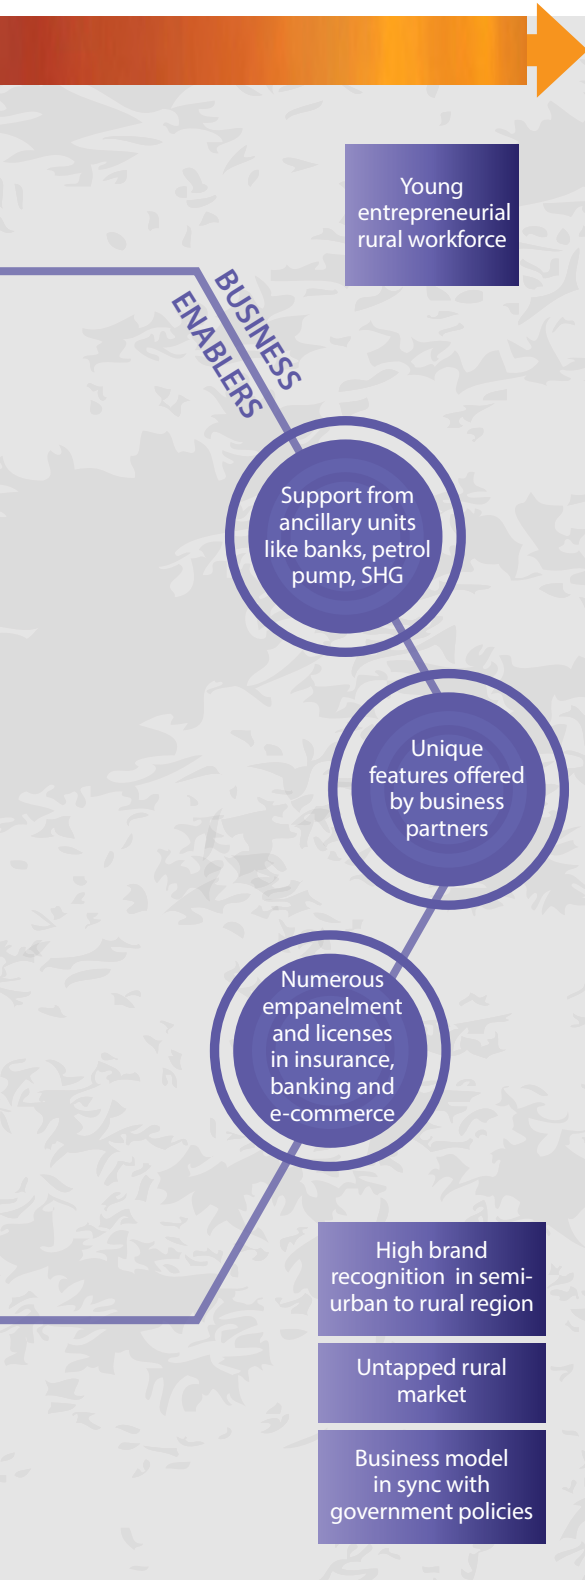 Young
entrepreneurial
rural workforce
BUSINESS
ENABLERS
Support from
ancillary units
like banks, petrol
pump, SHG
Unique
features offered
by business
partners
Numerous
empanelment
and licenses
in insurance,
banking and
e-commerce
High brand
recognition in semi-
urban to rural region
Untapped rural
market
Business model
in sync with
government policies